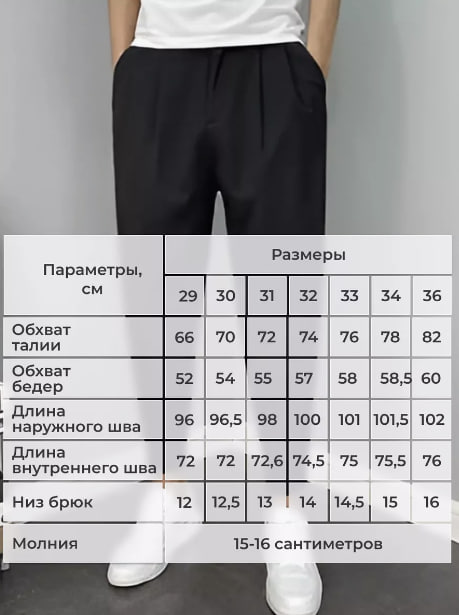 Параметры,
см
Размеры
29 30 31 32 33 34 36
Обхват
талии
66 70 72 74 76 78 82
Обхват
бедер
52 54 55 57 58 58,5 60
Длина
наружного шва
96 96,5 98 100 101 101,5 102
Длина
внутреннего шва
72 72 72,6 74,5 75 75,5 76
Низ брюк 12 12,5 13 14 14,5 15 16
Молния 15-16 сантиметров